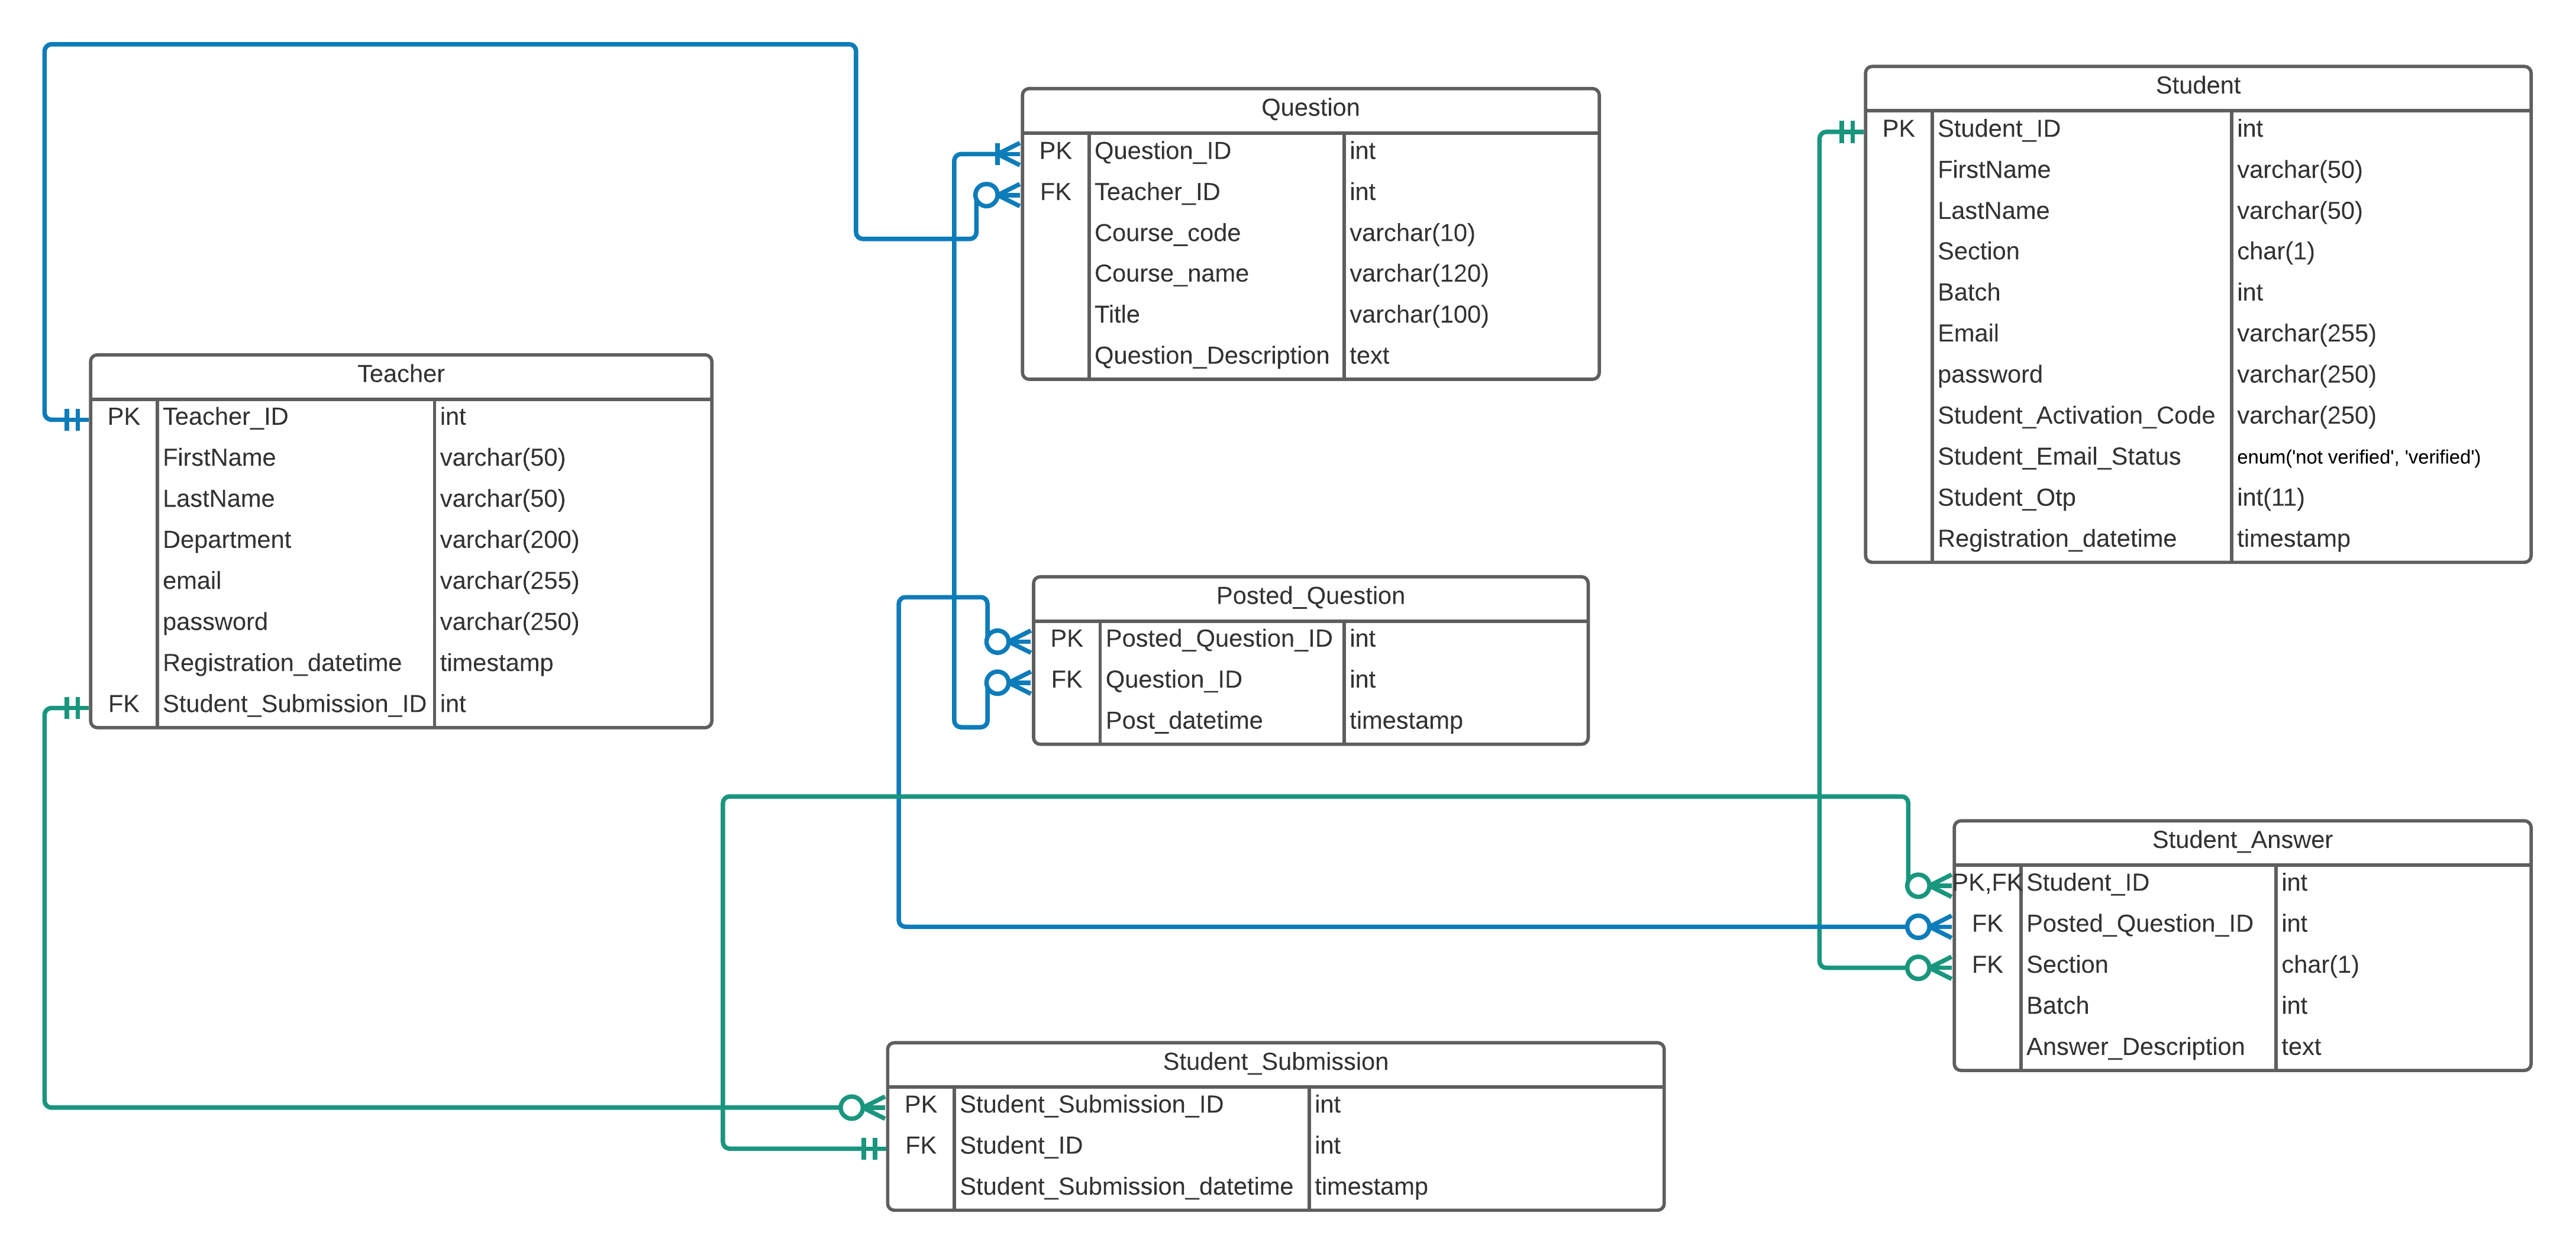 Question
PK Question_ID int
FK Teacher_ID int
Course_code varchar(10)
Course_name varchar(120)
Title varchar(100)
Question_Description text
Student
PK Student_ID int
FirstName varchar(50)
LastName varchar(50)
Section char(1)
Batch int
Email varchar(255)
password varchar(250)
Student_Activation_Code varchar(250)
Student_Email_Status enum('not verified', 'verified')
Student_Otp int(11)
Registration_datetime timestamp
Teacher
PK Teacher_ID int
FirstName varchar(50)
LastName varchar(50)
Department varchar(200)
email varchar(255)
password varchar(250)
Registration_datetime timestamp
FK Student_Submission_ID int
Posted_Question
PK Posted_Question_ID int
FK Question_ID int
Post_datetime timestamp
Student_Answer
PK,FK Student_ID int
FK Posted_Question_ID int
FK Section char(1)
Batch int
Answer_Description text
Student_Submission
PK Student_Submission_ID int
FK Student_ID int
Student_Submission_datetime timestamp